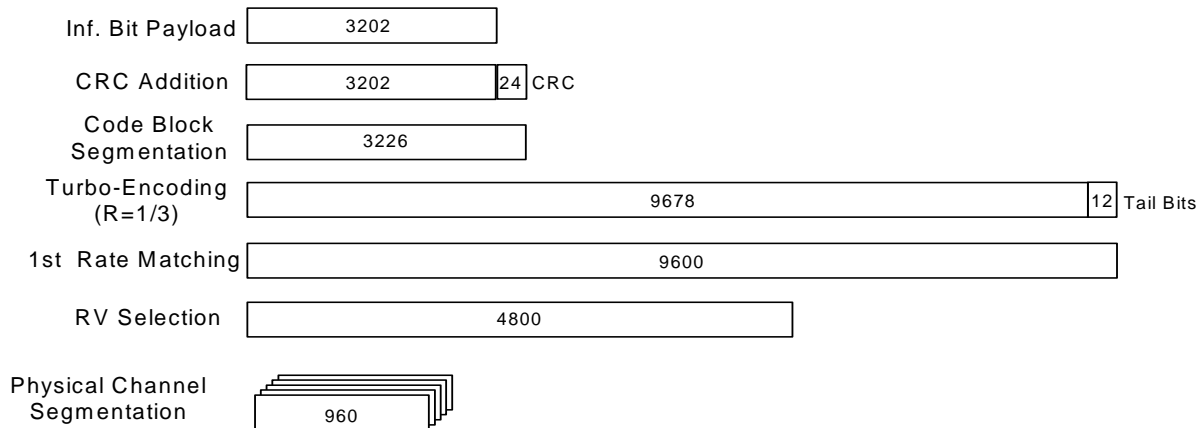 Inf. Bit Payload 3202
CRC Addition 3202 24 CRC
Code Block
Segmentation 3226
Turbo-Encoding
(R=1/3) 9678 12 Tail Bits
1st Rate Matching 9600
RV Selection 4800
Physical Channel
Segmentation 960